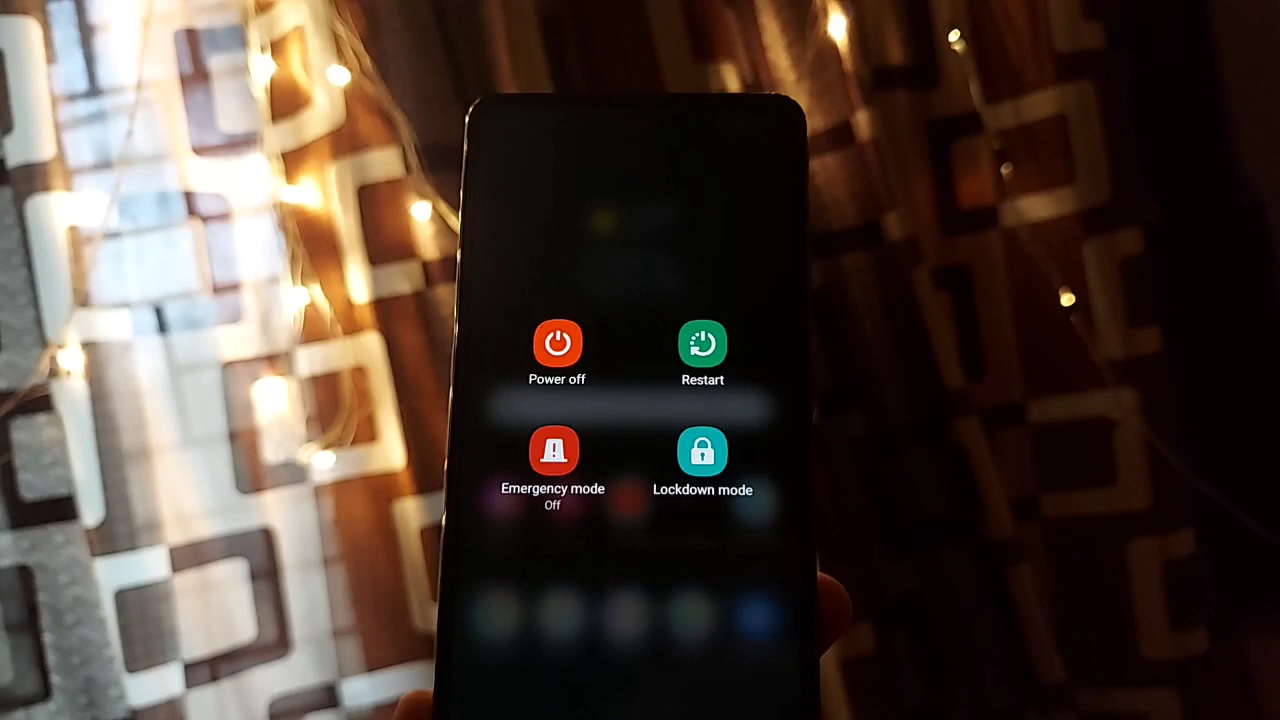 Power off
Restart
Emergency mode
Off
Lockdown mode